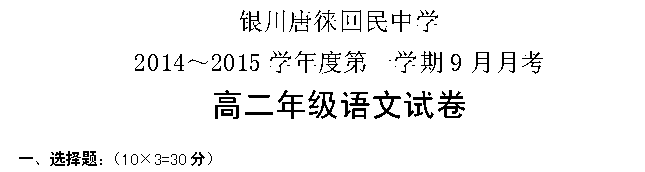 银川唐徕回民中学
2014～2015 学年度第一学期 9 月月考
高二年级语文试卷
一、选择题：（10×3=30 分）